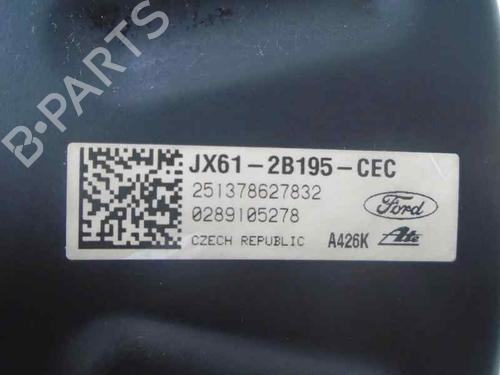 B-PARTS
JX61-2B195-CEC
251378627832
0289105278
Ford
CZECH REPUBLIC A426K Ate